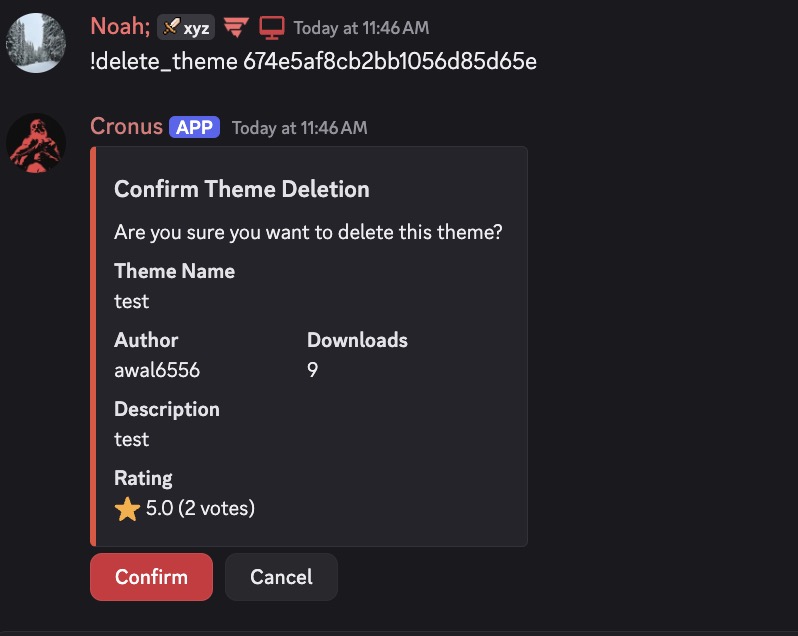 Noah; xyz Today at 11:46 AM
!delete_theme 674e5af8cb2bb1056d85d65e
Cronus APP Today at 11:46 AM
Confirm Theme Deletion
Are you sure you want to delete this theme?
Theme Name
test
Author Downloads
awal6556 9
Description
test
Rating
5.0 (2 votes)
Confirm Cancel